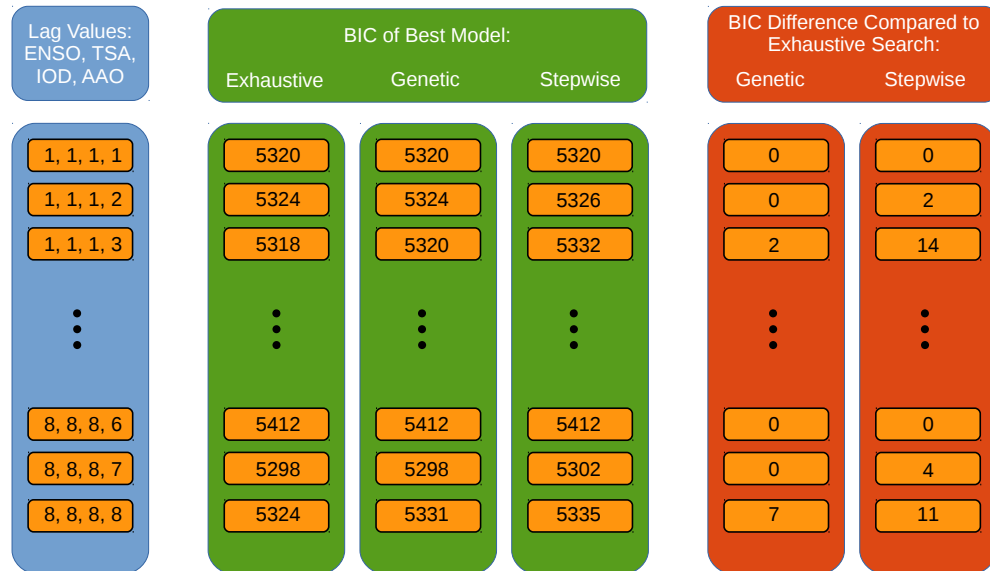 Lag Values:
ENSO, TSA,
IOD, AAO
BIC of Best Model:
Exhaustive Genetic Stepwise
BIC Difference Compared to
Exhaustive Search:
Genetic Stepwise
1, 1, 1, 1 5320 5320 5320 0 0
1, 1, 1, 2 5324 5324 5326 0 2
1, 1, 1, 3 5318 5320 5332 2 14
8, 8, 8, 6 5412 5412 5412 0 0
8, 8, 8, 7 5298 5298 5302 0 4
8, 8, 8, 8 5324 5331 5335 7 11